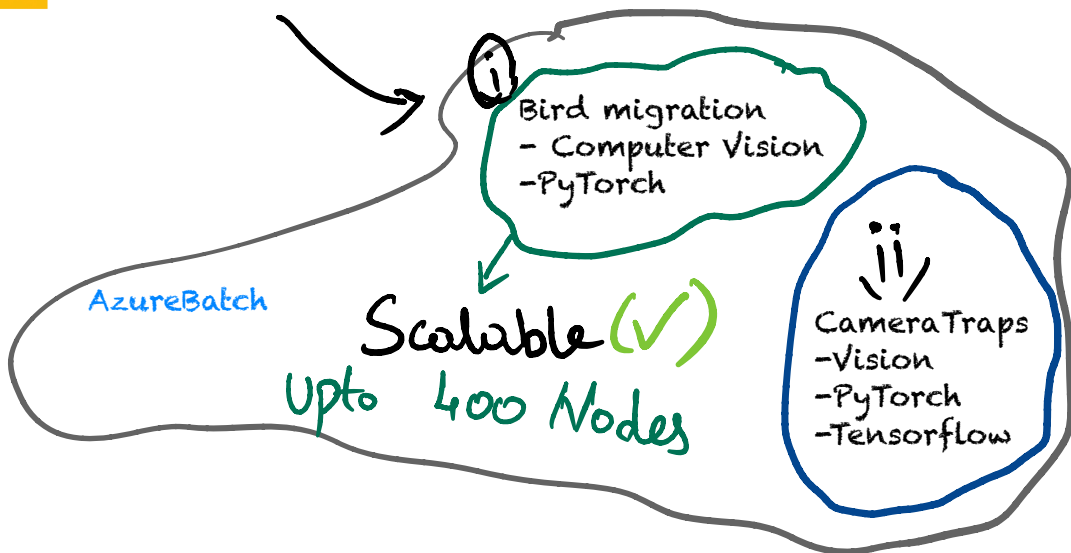 i
Bird migration
- Computer Vision
-PyTorch
ii
AzureBatch
Scalable (✓)
Upto 400 Nodes
CameraTraps
-Vision
-PyTorch
-Tensorflow